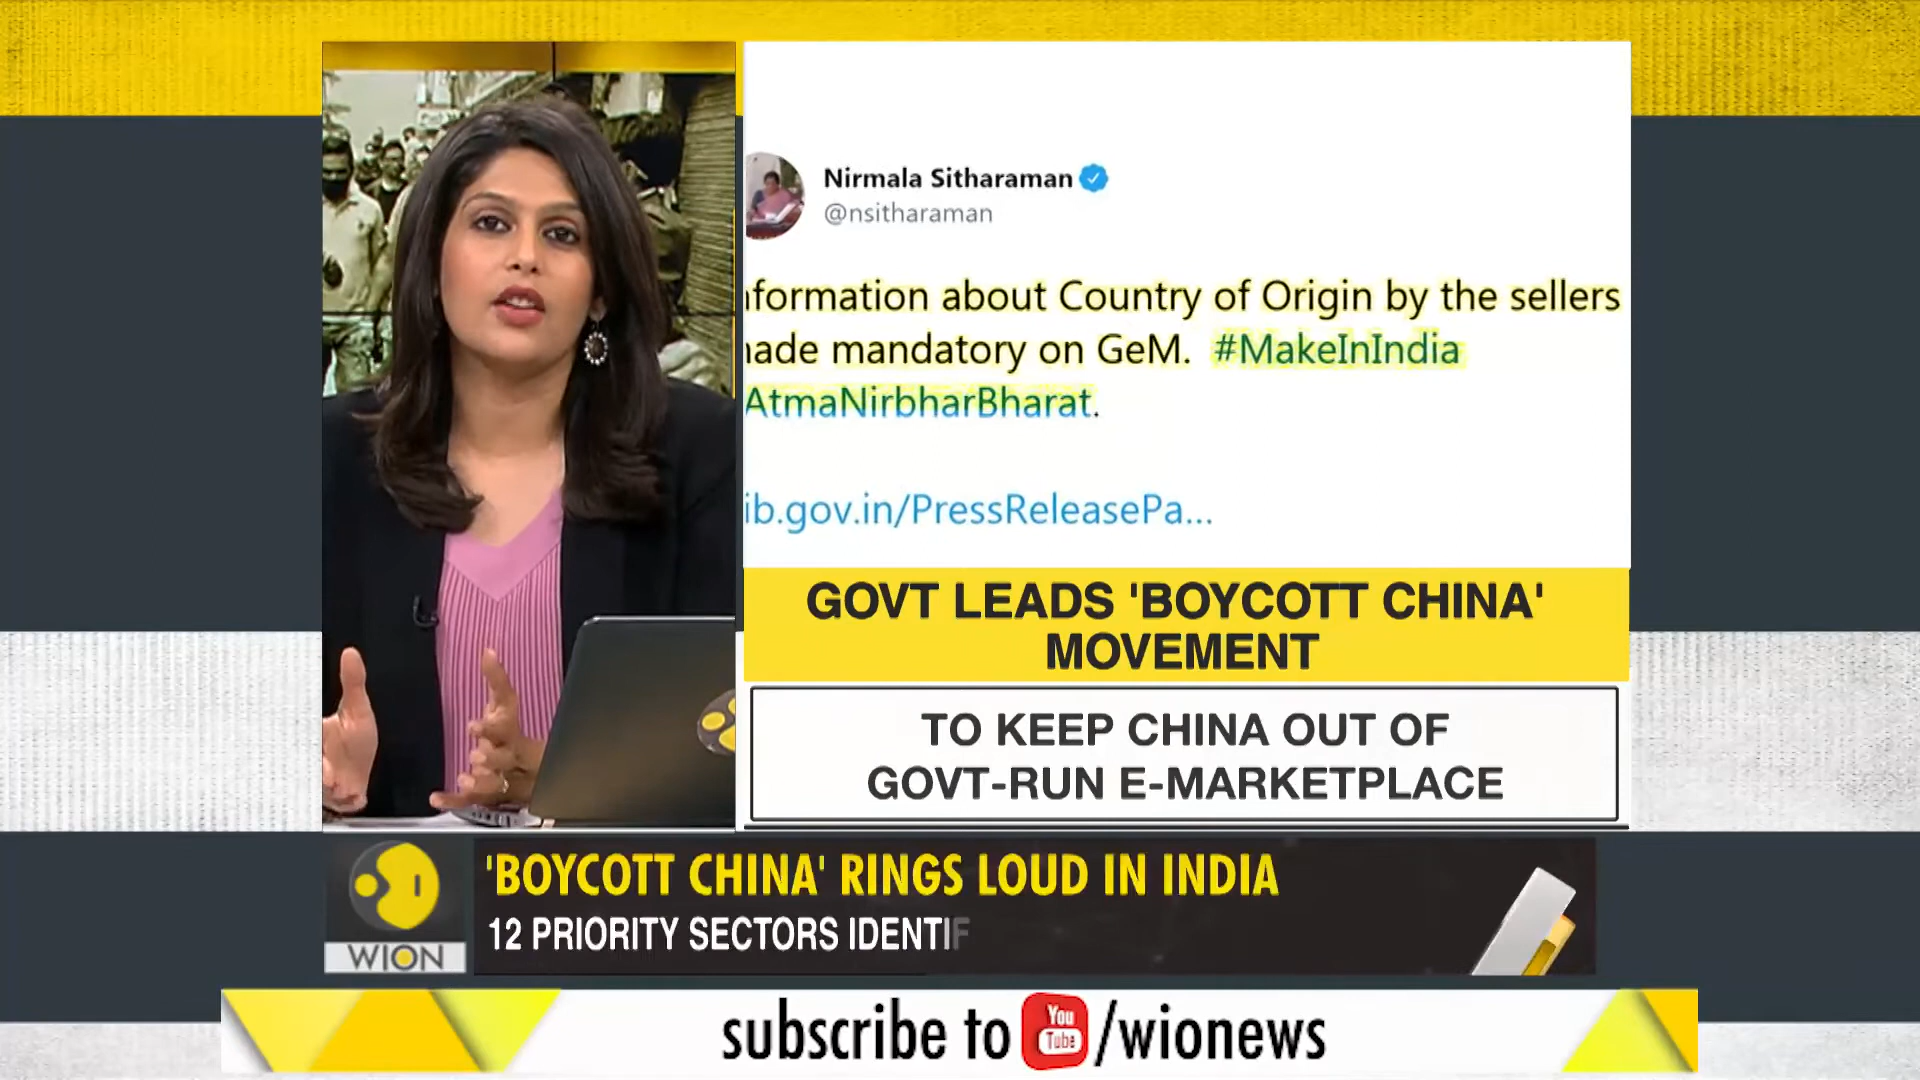 Nirmala Sitharaman
@nsitharaman
formation about Country of Origin by the sellers
ade mandatory on GeM. #MakeInIndia
AtmaNirbharBharat.
ib.gov.in/PressReleasePa...
GOVT LEADS 'BOYCOTT CHINA'
MOVEMENT
TO KEEP CHINA OUT OF
GOVT-RUN E-MARKETPLACE
'BOYCOTT CHINA' RINGS LOUD IN INDIA
12 PRIORITY SECTORS IDENTIF
WION
subscribe to You Tube /wionews